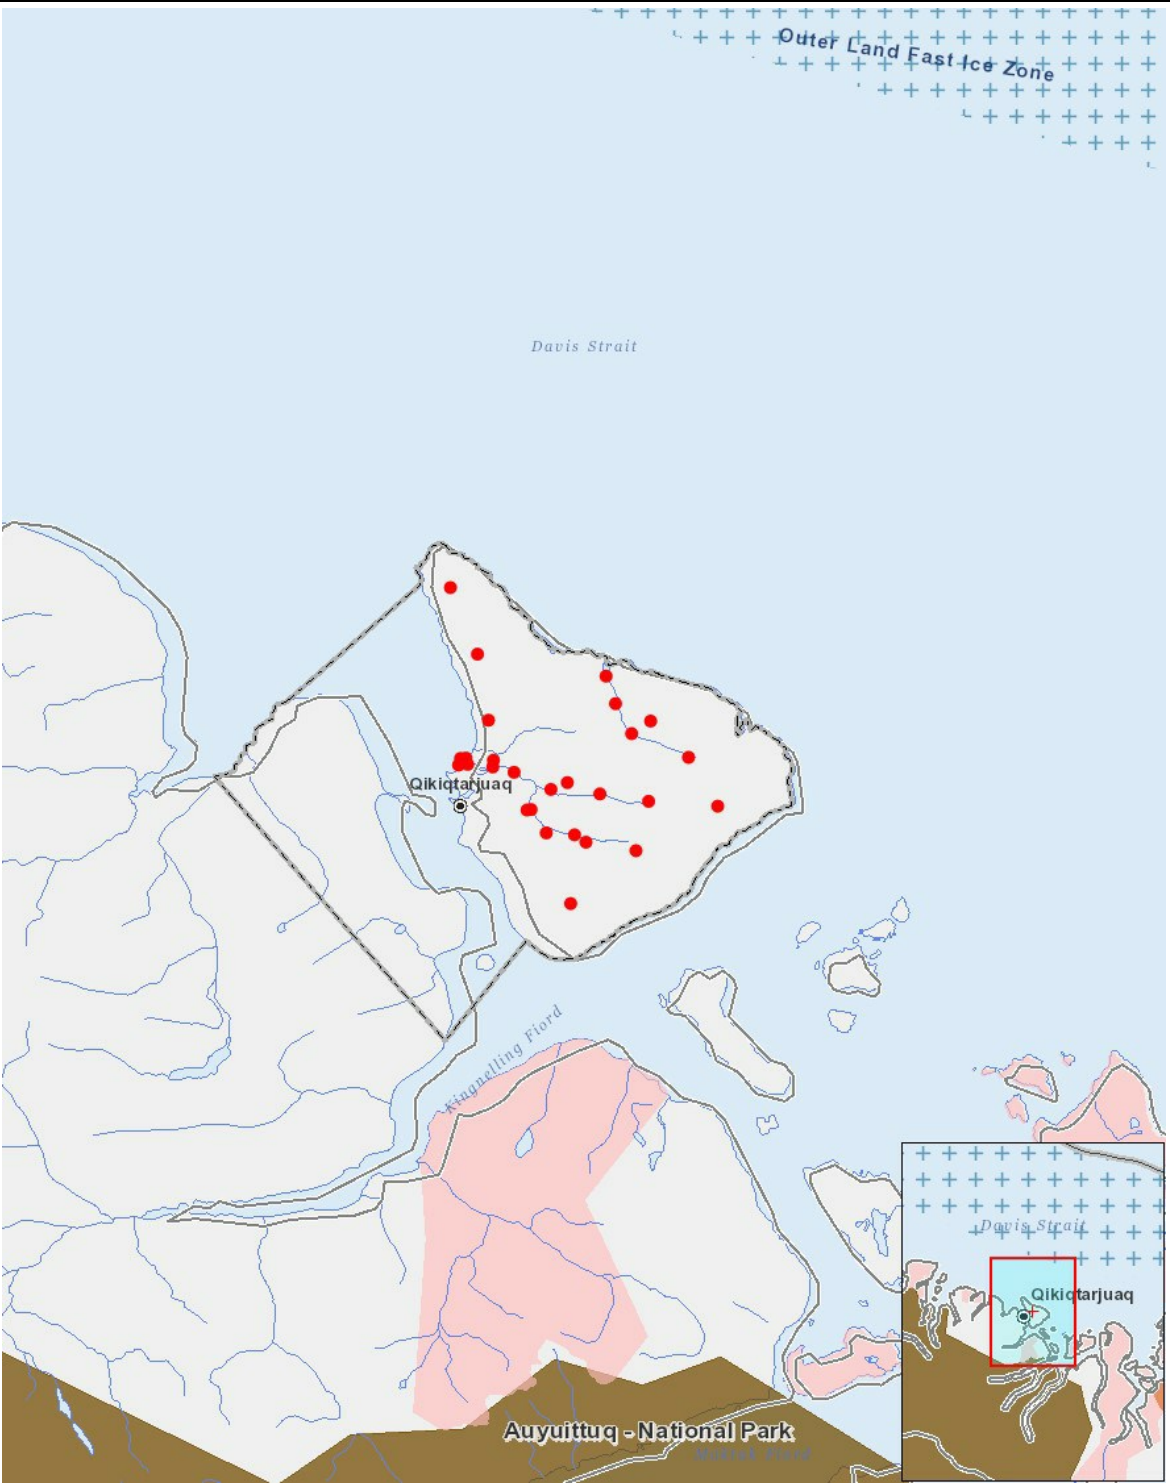 Outer Land Fast Ice Zone
Davis Strait
Qikiqtarjuaq
Kingnelling Fiord
Davis Strait
Qikiqtarjuaq
Auyuittuq - National Park